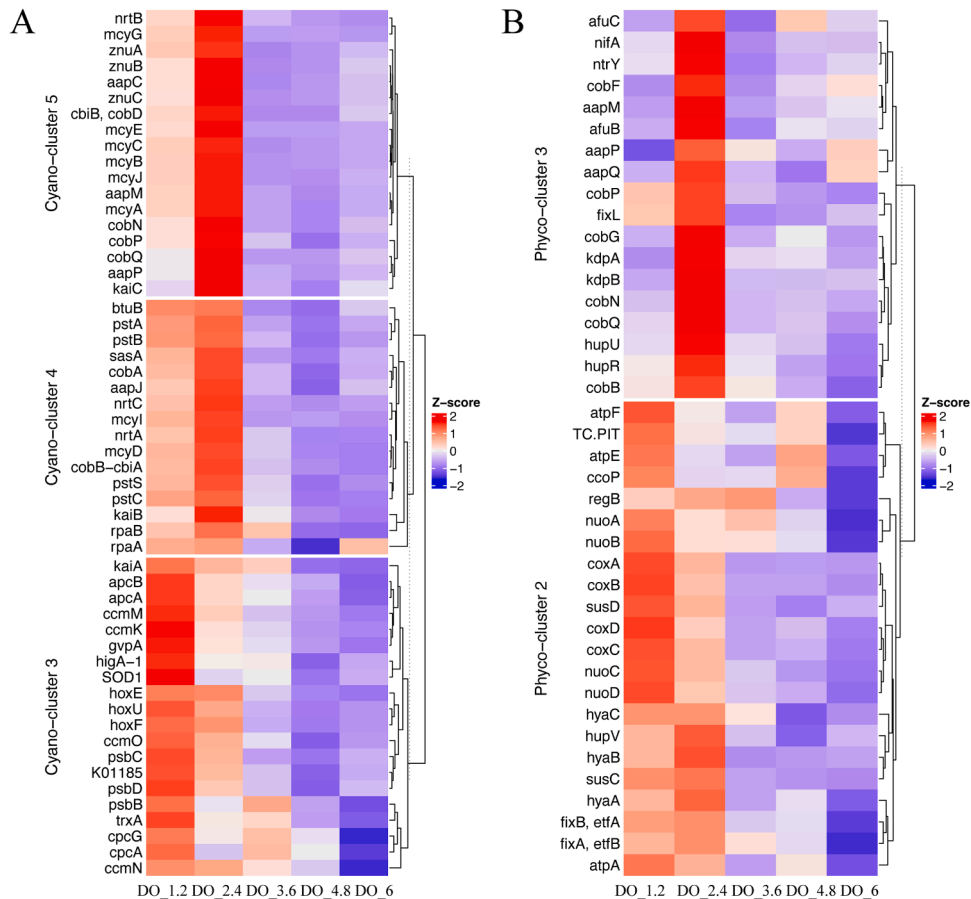 A
Cyano-cluster 5
nrtB
mcyG
znuA
znuB
aapC
znuC
cbiB, cobD
mcyE
mcyC
mcyB
mcyJ
aapM
mcyA
cobN
cobP
cobQ
aapP
kaiC
Cyano-cluster 4
btuB
pstA
pstB
sasA
cobA
aapJ
nrtC
mcyI
nrtA
mcyD
cobB-cbiA
pstS
pstC
kaiB
rpaB
rpaA
Cyano-cluster 3
kaiA
apcB
apcA
ccmM
ccmK
gvpA
higA-1
SOD1
hoxE
hoxU
hoxF
ccmO
psbC
K01185
psbD
psbB
trxA
cpcG
cpcA
ccmN
DO_1.2 DO_2.4 DO_3.6 DO_4.8 DO_6
Z-score
2
1
0
-1
-2
B
Phyco-cluster 3
afuC
nifA
ntrY
cobF
aapM
afuB
aapP
aapQ
cobP
fixL
cobG
kdpA
kdpB
cobN
cobQ
hupU
hupR
cobB
Phyco-cluster 2
atpF
TC.PIT
atpE
ccoP
regB
nuoA
nuoB
coxA
coxB
susD
coxD
coxC
nuoC
nuoD
hyaC
hupV
hyaB
susC
hyaA
fixB, etfA
fixA, etfB
atpA
DO_1.2 DO_2.4 DO_3.6 DO_4.8 DO_6
Z-score
2
1
0
-1
-2